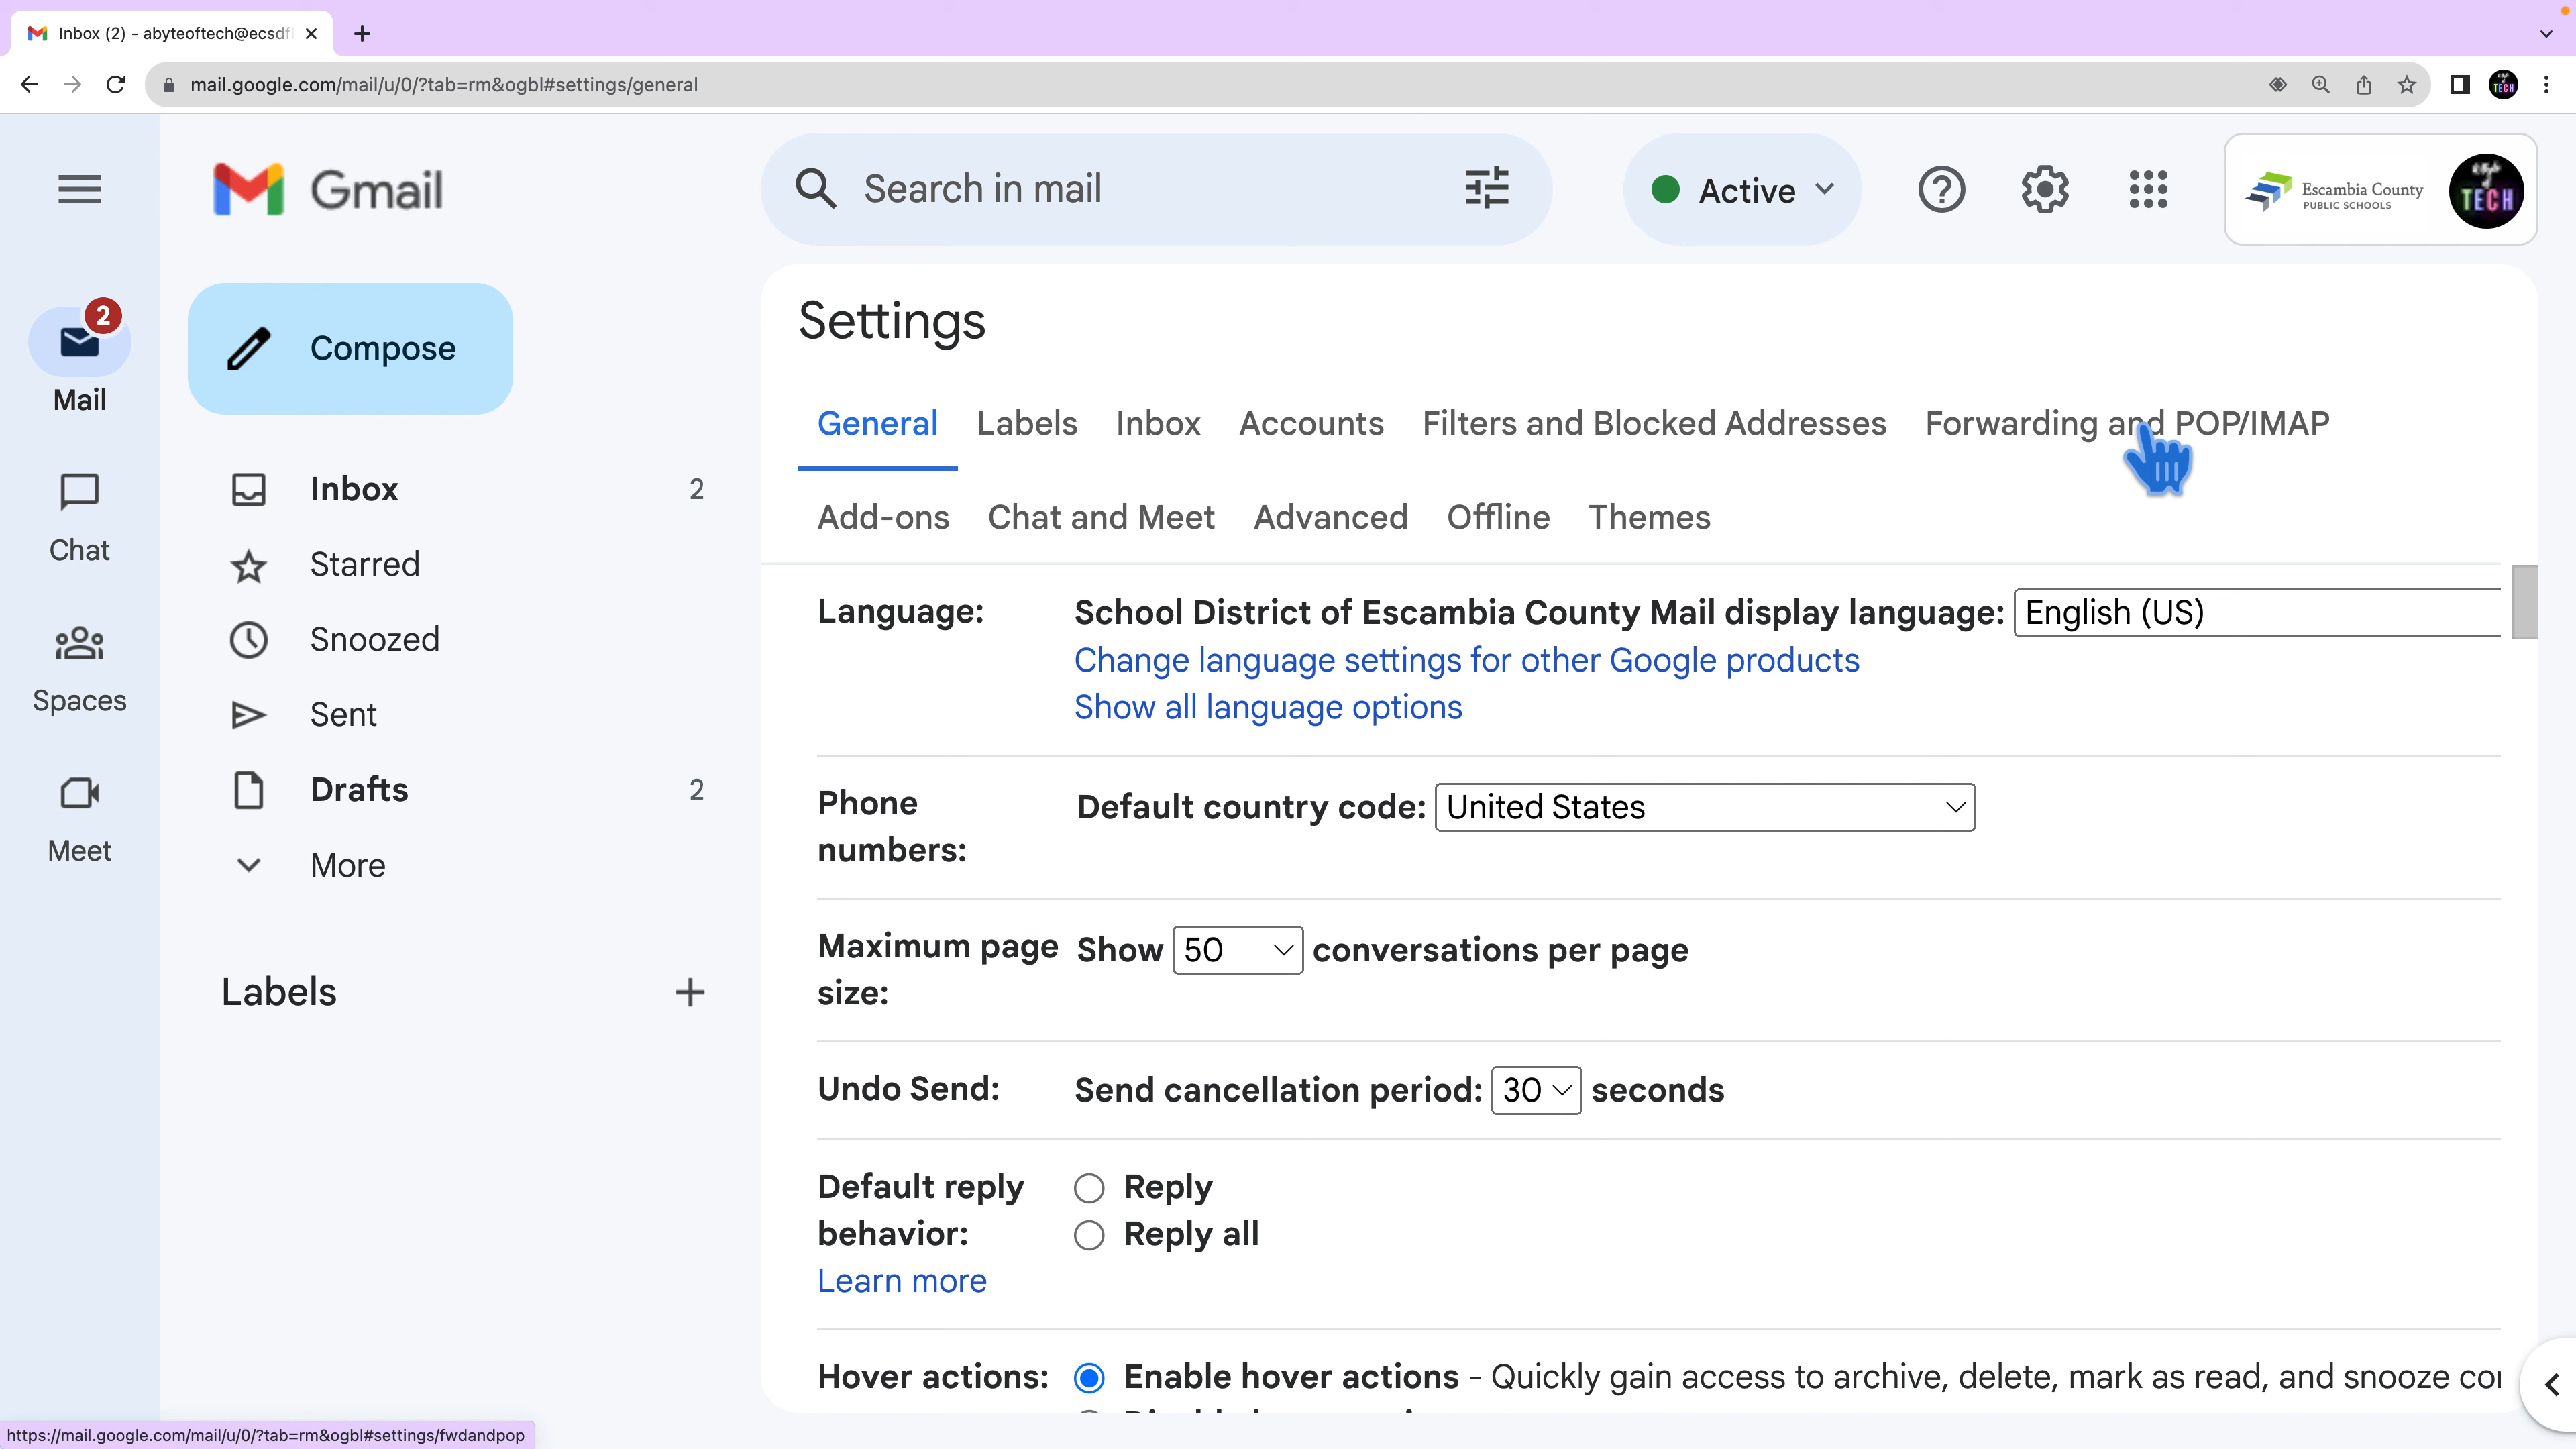 Inbox (2) - abyteoftech@ecsdf
mail.google.com/mail/u/0/?tab=rm&ogbl#settings/general
Gmail
Search in mail
Active
Escambia County
PUBLIC SCHOOLS
TECH
2
Mail
Chat
Spaces
Meet
Compose
Inbox 2
Starred
Snoozed
Sent
Drafts 2
More
Labels
Settings
General Labels Inbox Accounts Filters and Blocked Addresses Forwarding and POP/IMAP
Add-ons Chat and Meet Advanced Offline Themes
Language: School District of Escambia County Mail display language: English (US)
Change language settings for other Google products
Show all language options
Phone numbers: Default country code: United States
Maximum page size: Show 50 conversations per page
Undo Send: Send cancellation period: 30 seconds
Default reply behavior: Reply
Reply all
Learn more
Hover actions: Enable hover actions - Quickly gain access to archive, delete, mark as read, and snooze
https://mail.google.com/mail/u/0/?tab=rm&ogbl#settings/fwdandpop